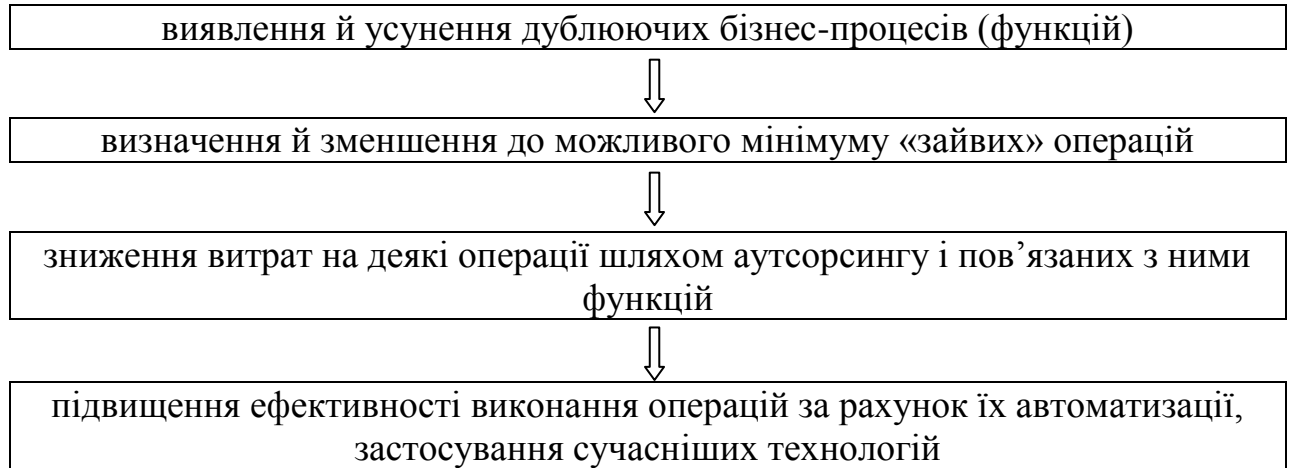 виявлення й усунення дублюючих бізнес-процесів (функцій)
визначення й зменшення до можливого мінімуму «зайвих» операцій
зниження витрат на деякі операції шляхом аутсорсингу і пов’язаних з ними
функцій
підвищення ефективності виконання операцій за рахунок їх автоматизації,
застосування сучасніших технологій